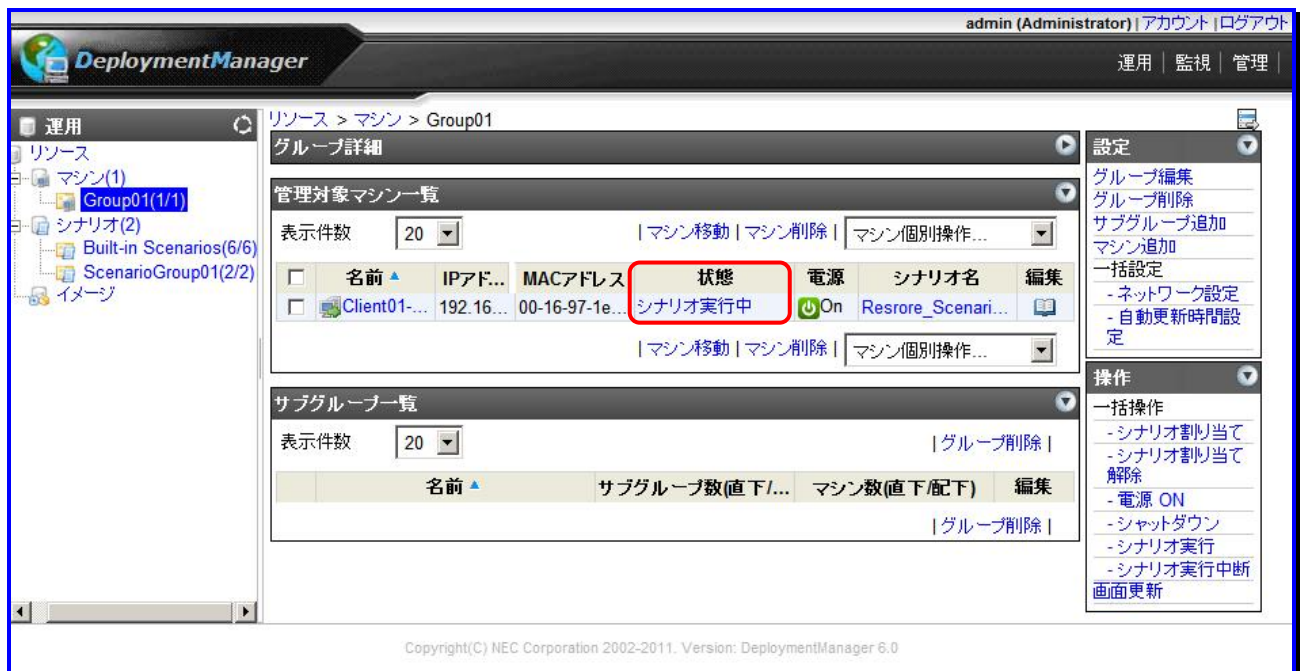 admin (Administrator) | アカウント | ログアウト
DeploymentManager
運用 | 監視 | 管理 |
運用
リソース
マシン(1)
Group01(1/1)
シナリオ(2)
Built-in Scenarios(6/6)
ScenarioGroup01(2/2)
イメージ
リソース > マシン > Group01
グループ詳細
管理対象マシン一覧
表示件数 20 | マシン移動 | マシン削除 | マシン個別操作...
名前 IPアド... MACアドレス 状態 電源 シナリオ名 編集
Client01-... 192.16... 00-16-97-1e... シナリオ実行中 On Resrore_Scenari...
| マシン移動 | マシン削除 | マシン個別操作...
サブグループ一覧
表示件数 20 | グループ削除 |
名前 サブグループ数(直下/... マシン数(直下/配下) 編集
| グループ削除 |
設定
グループ編集
グループ削除
サブグループ追加
マシン追加
一括設定
- ネットワーク設定
- 自動更新時間設
定
操作
一括操作
- シナリオ割り当て
- シナリオ割り当て
解除
- 電源 ON
- シャットダウン
- シナリオ実行
- シナリオ実行中断
画面更新
Copyright(C) NEC Corporation 2002-2011. Version: DeploymentManager 6.0